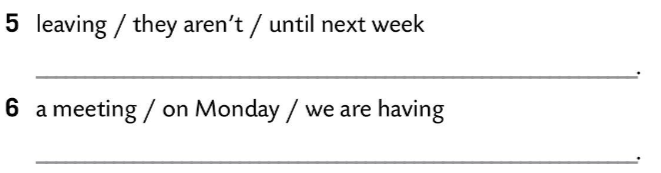 5 leaving / they aren't / until next week
.
6 a meeting / on Monday / we are having
.